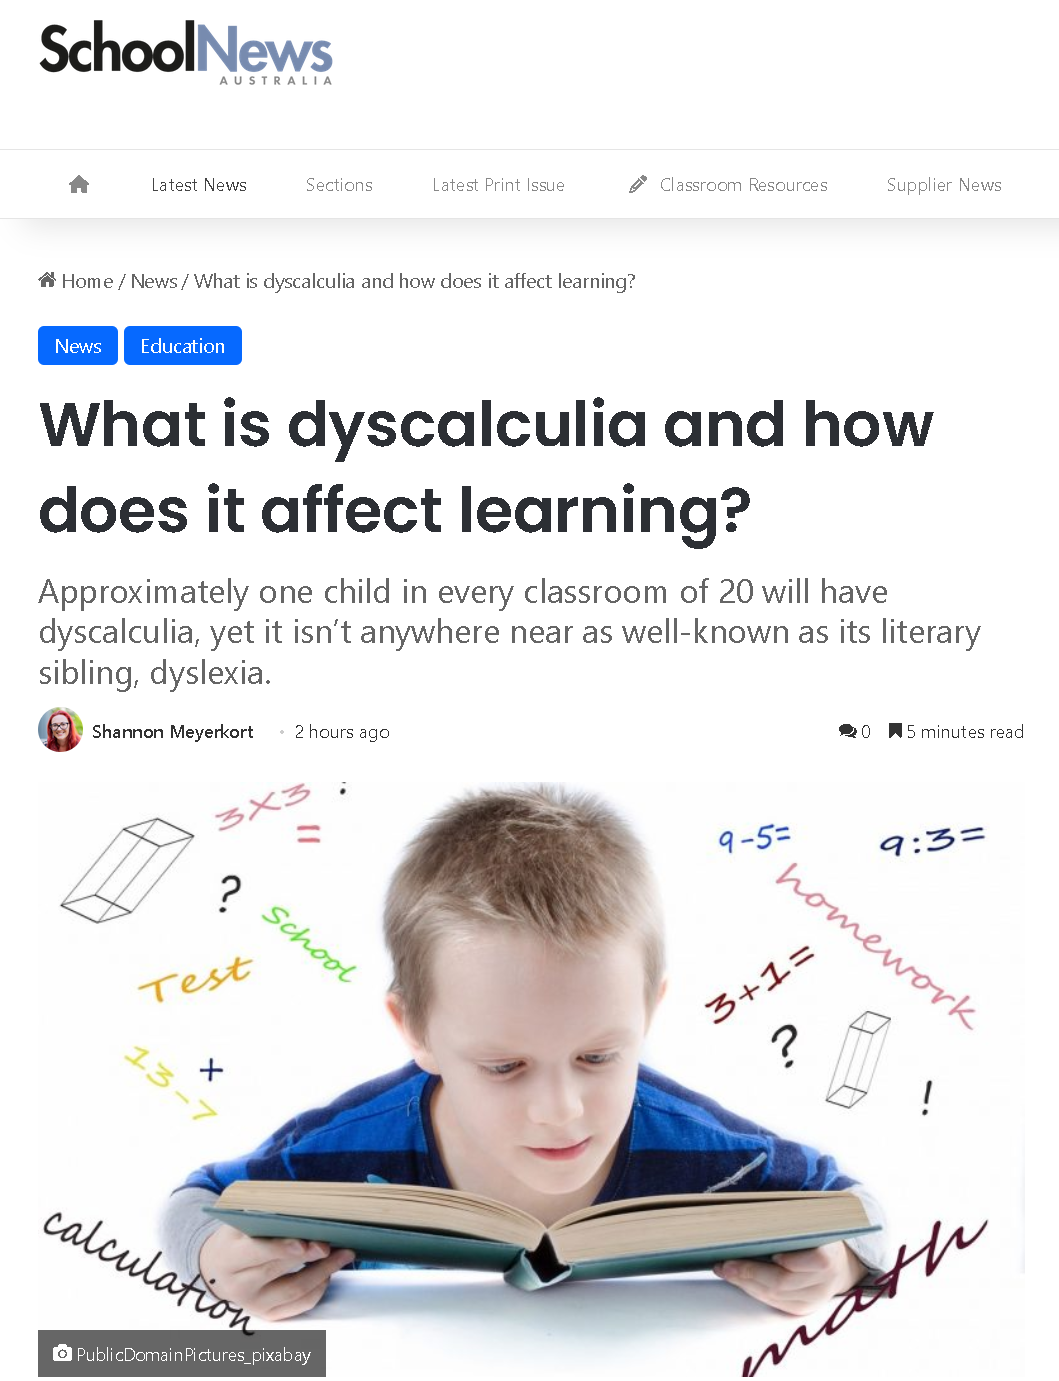 SchoolNews
AUSTRALIA
Latest News Sections Latest Print Issue Classroom Resources Supplier News
Home / News / What is dyscalculia and how does it affect learning?
News Education
What is dyscalculia and how
does it affect learning?
Approximately one child in every classroom of 20 will have
dyscalculia, yet it isn’t anywhere near as well-known as its literary
sibling, dyslexia.
Shannon Meyerkort • 2 hours ago 0 5 minutes read
3x3
=
?
School
Test
13-7
+
calculation
9-5=
9:3=
homework
3+1=
?
!
math
PublicDomainPictures_pixabay